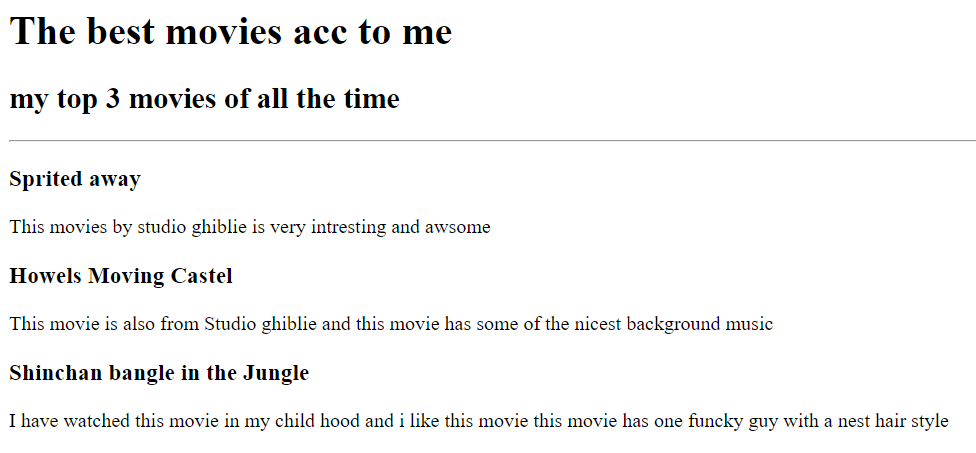 The best movies acc to me
my top 3 movies of all the time
Sprited away
This movies by studio ghiblie is very intresting and awsome
Howels Moving Castel
This movie is also from Studio ghiblie and this movie has some of the nicest background music
Shinchan bangle in the Jungle
I have watched this movie in my child hood and i like this movie this movie has one funcky guy with a nest hair style